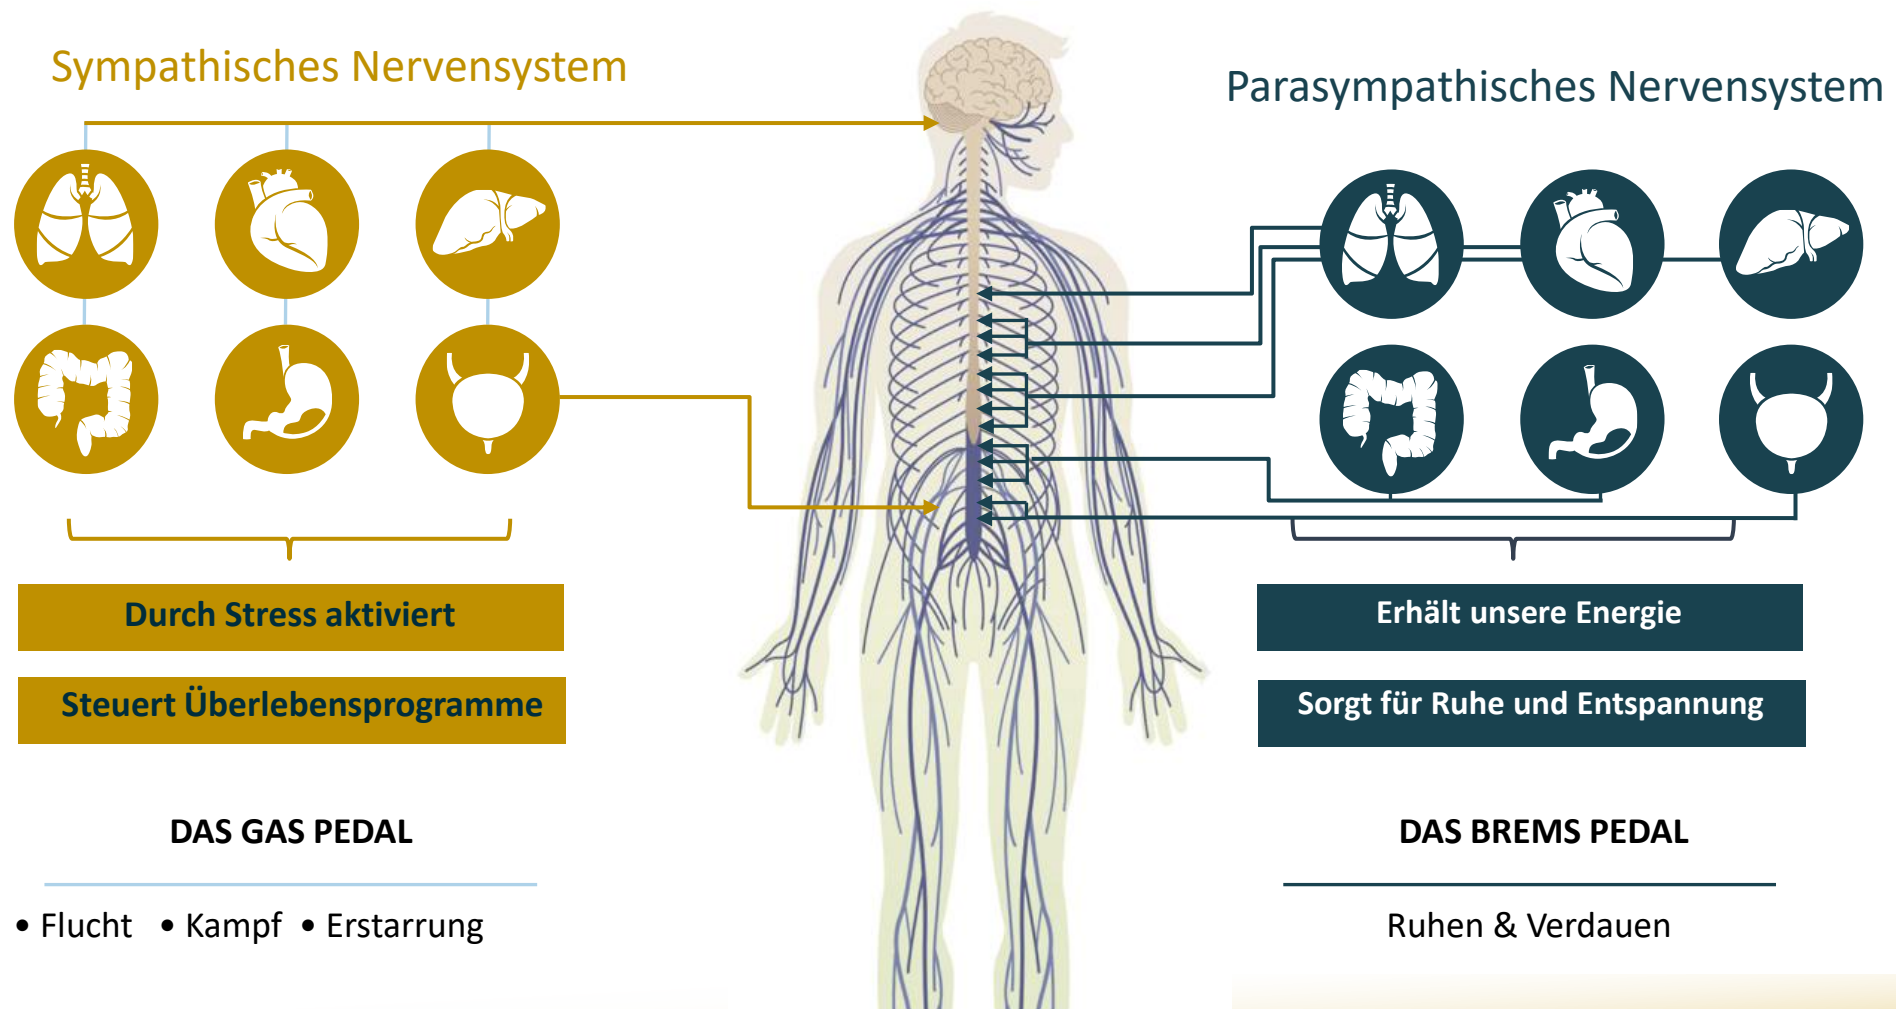 Sympathisches Nervensystem
Durch Stress aktiviert
Steuert Überlebensprogramme
DAS GAS PEDAL
• Flucht • Kampf • Erstarrung
Parasympathisches Nervensystem
Erhält unsere Energie
Sorgt für Ruhe und Entspannung
DAS BREMS PEDAL
Ruhen & Verdauen